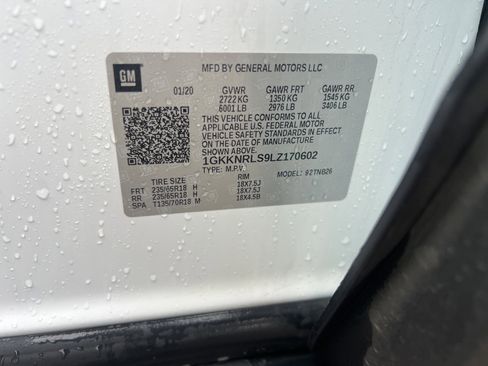 GM
MFD BY GENERAL MOTORS LLC
01/20 GVWR GAWR FRT GAWR RR
2722 KG 1350 KG 1545 KG
6001 LB 2976 LB 3406 LB
THIS VEHICLE CONFORMS TO ALL
APPLICABLE U.S. FEDERAL MOTOR
VEHICLE SAFETY STANDARDS IN EFFECT
ON THE DATE OF MANUFACTURE
SHOWN ABOVE.
1GKKNRLS9LZ170602
TYPE: M.P.V. MODEL: 92TNB26
TIRE SIZE RIM
FRT 235/65R18 H 18X7.5J
RR 235/65R18 H 18X7.5J
SPA T135/70R18 M 18X4.5B